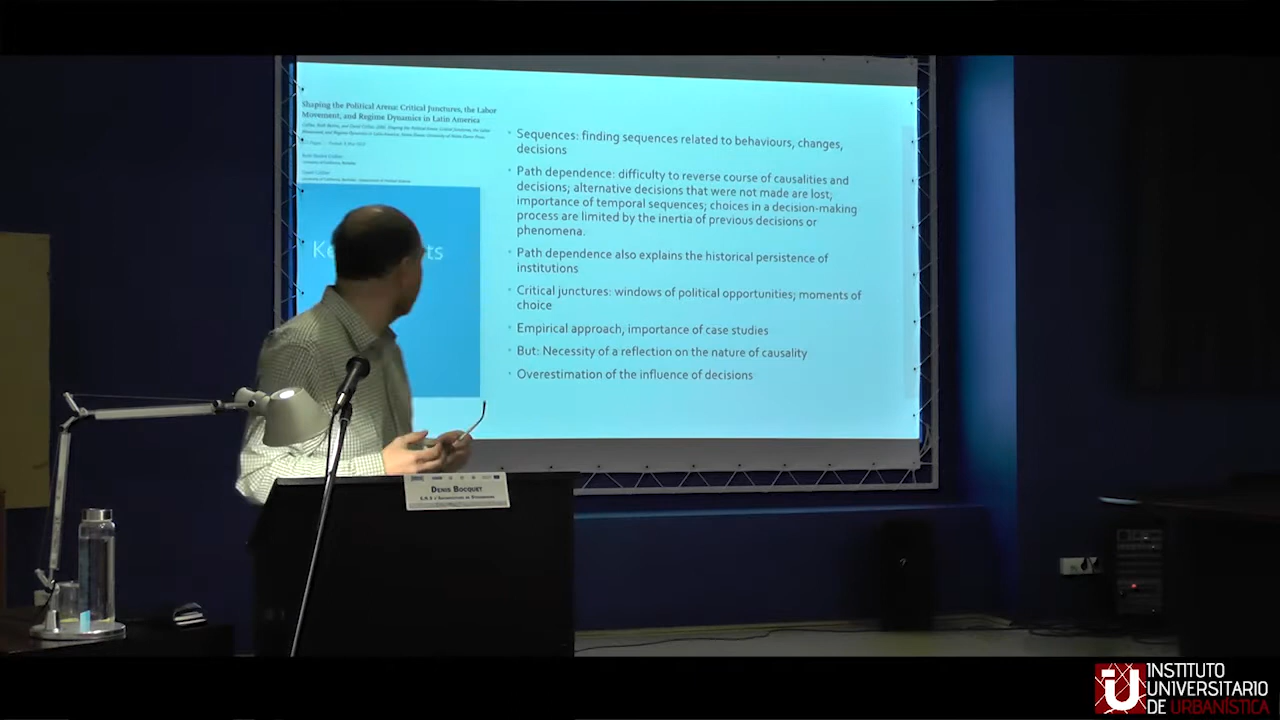 Shaping the Political Arena: Critical Junctures, the Labor
Movement, and Regime Dynamics in Latin America
Ke ts
• Sequences: finding sequences related to behaviours, changes,
decisions
• Path dependence: difficulty to reverse course of causalities and
decisions; alternative decisions that were not made are lost;
importance of temporal sequences; choices in a decision-making
process are limited by the inertia of previous decisions or
phenomena.
• Path dependence also explains the historical persistence of
institutions
• Critical junctures: windows of political opportunities; moments of
choice
• Empirical approach, importance of case studies
• But: Necessity of a reflection on the nature of causality
• Overestimation of the influence of decisions
DENIS BOCQUET
iU INSTITUTO
UNIVERSITARIO
DE URBANÍSTICA